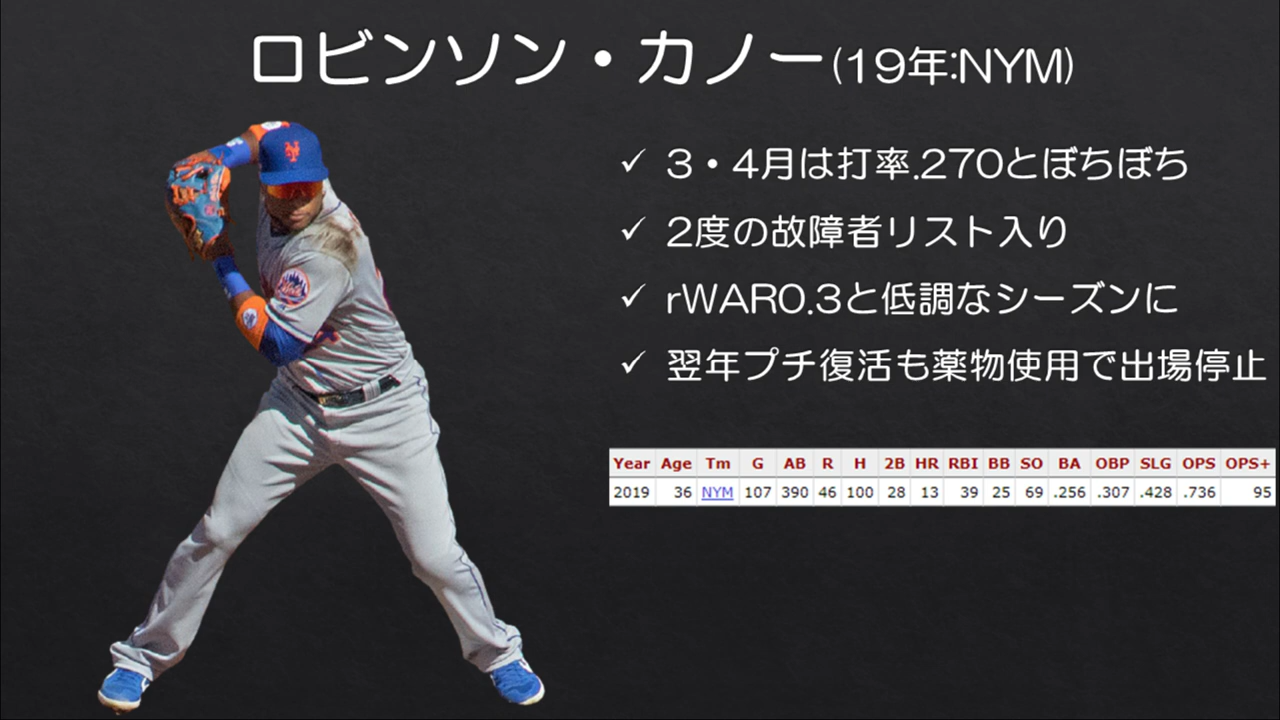 ロビンソン・カノー(19年:NYM)
✓ 3・4月は打率.270とぼちぼち
✓ 2度の故障者リスト入り
✓ rWAR0.3と低調なシーズンに
✓ 翌年プチ復活も薬物使用で出場停止
Year Age Tm G AB R H 2B HR RBI BB SO BA OBP SLG OPS OPS+
2019 36 NYM 107 390 46 100 28 13 39 25 69 .256 .307 .428 .736 95